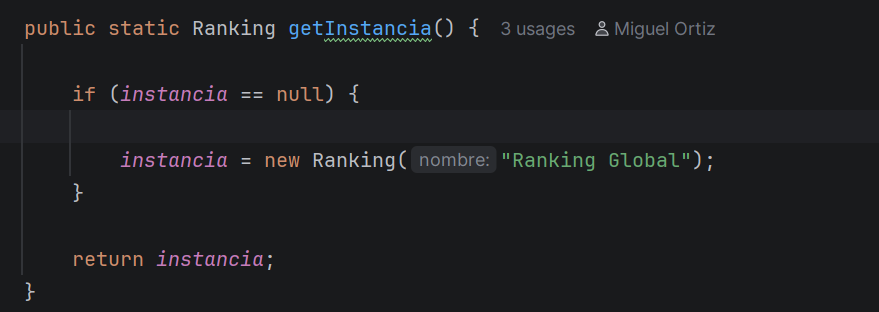 public static Ranking getInstancia() { 3 usages Miguel Ortiz
if (instancia == null) {
instancia = new Ranking( nombre: "Ranking Global");
}
return instancia;
}